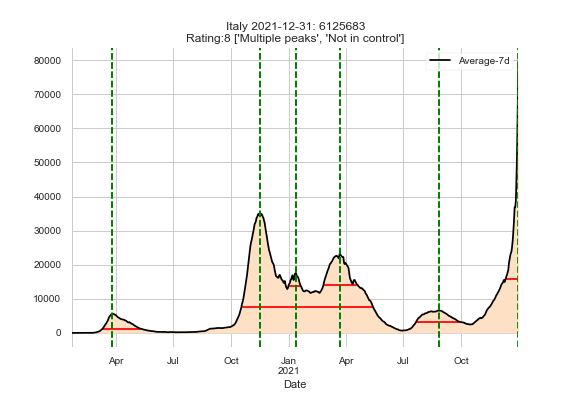 Italy 2021-12-31: 6125683
Rating:8 ['Multiple peaks', 'Not in control']
Average-7d
80000
70000
60000
50000
40000
30000
20000
10000
0
Apr Jul Oct Jan Apr Jul Oct
2021
Date